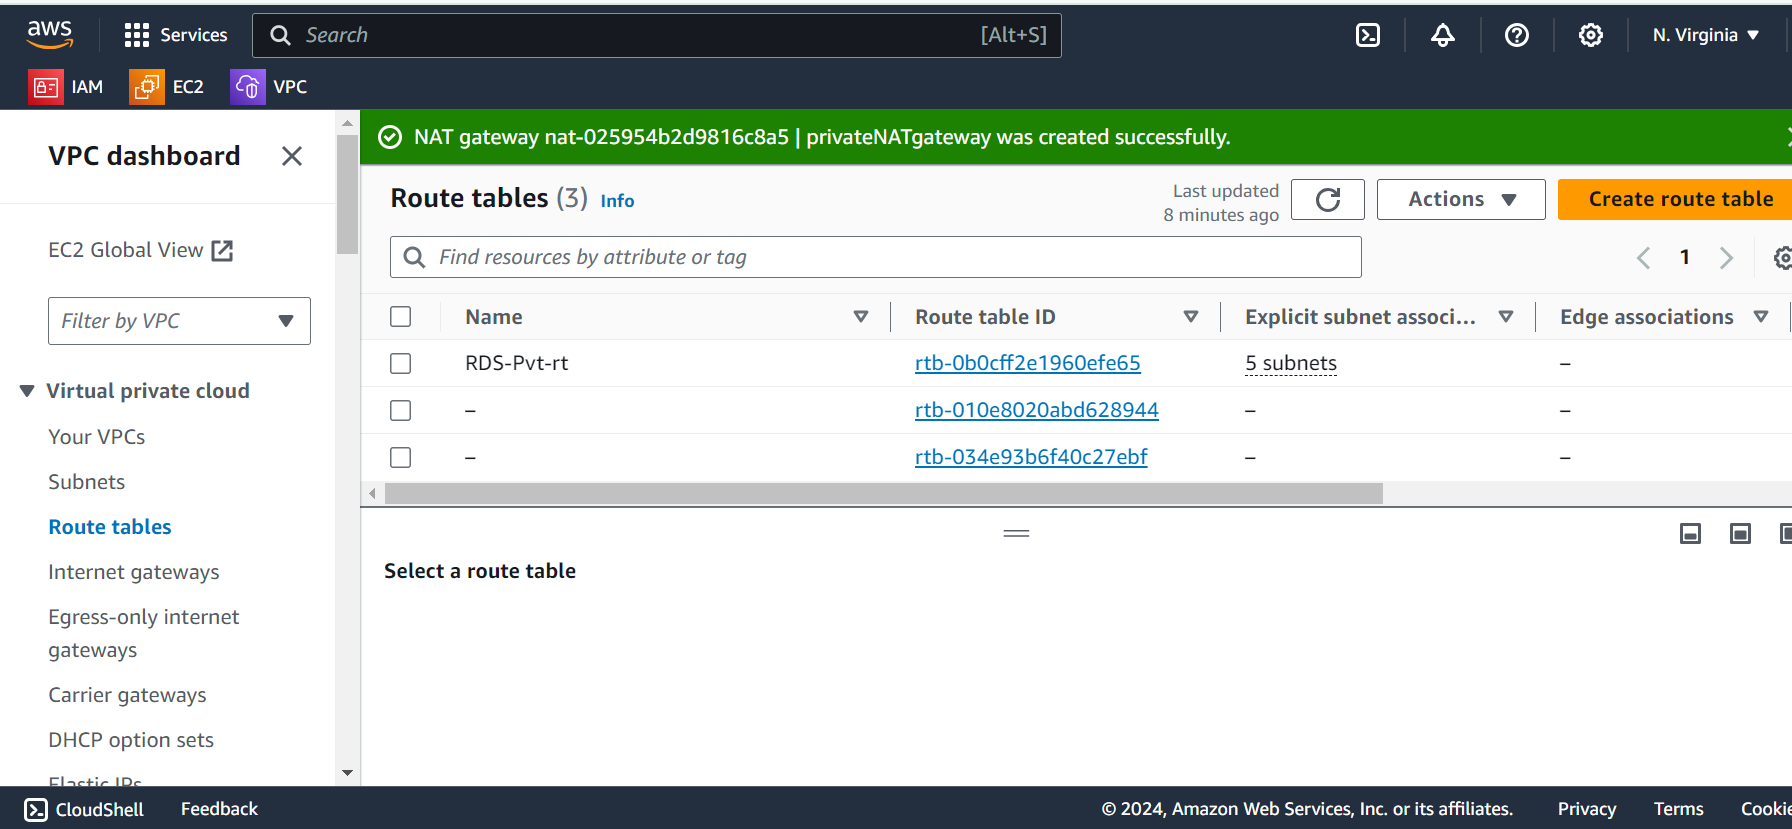 aws
Services
Search
[Alt+S]
N. Virginia
IAM
EC2
VPC
VPC dashboard
EC2 Global View
Filter by VPC
Virtual private cloud
Your VPCs
Subnets
Route tables
Internet gateways
Egress-only internet
gateways
Carrier gateways
DHCP option sets
Elastic IPs
NAT gateway nat-025954b2d9816c8a5 | privateNATgateway was created successfully.
Route tables (3) Info
Last updated
8 minutes ago
Actions
Create route table
Find resources by attribute or tag
1
Name Route table ID Explicit subnet associ... Edge associations
RDS-Pvt-rt rtb-0b0cff2e1960efe65 5 subnets –
– rtb-010e8020abd628944 – –
– rtb-034e93b6f40c27ebf – –
Select a route table
CloudShell Feedback © 2024, Amazon Web Services, Inc. or its affiliates. Privacy Terms Cookie